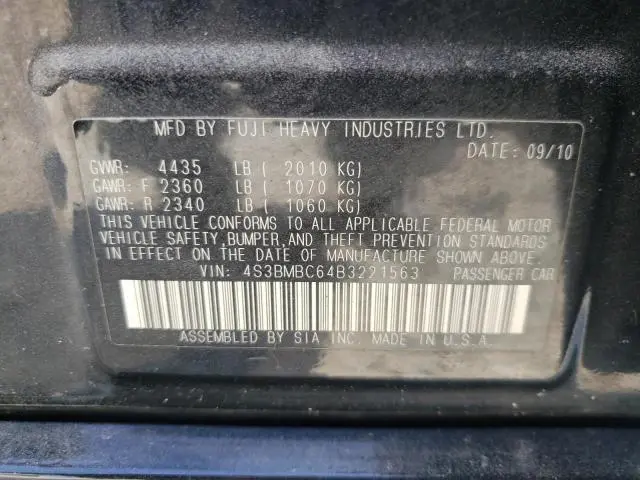 MFD BY FUJI HEAVY INDUSTRIES LTD.
DATE: 09/10
GVWR: 4435 LB ( 2010 KG)
GAWR: F 2360 LB ( 1070 KG)
GAWR: R 2340 LB ( 1060 KG)
THIS VEHICLE CONFORMS TO ALL APPLICABLE FEDERAL MOTOR
VEHICLE SAFETY, BUMPER, AND THEFT PREVENTION STANDARDS
IN EFFECT ON THE DATE OF MANUFACTURE SHOWN ABOVE.
VIN: 4S3BMBC64B3221563 PASSENGER CAR
ASSEMBLED BY SIA INC. MADE IN U.S.A.